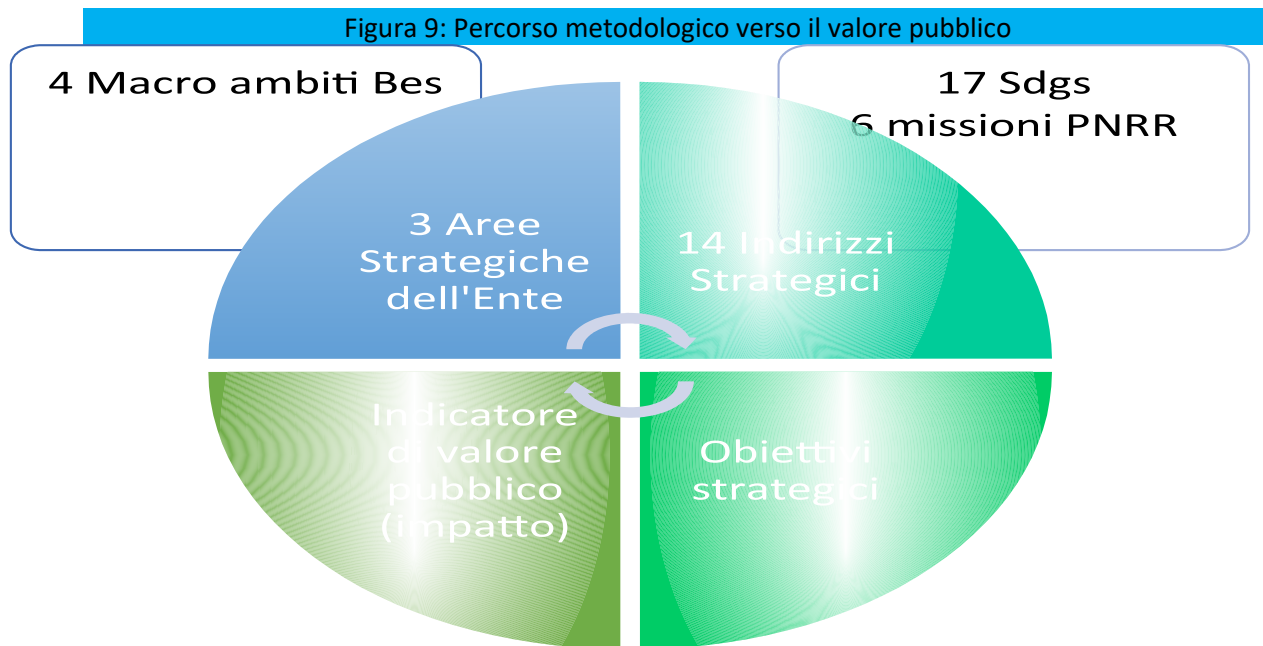 Figura 9: Percorso metodologico verso il valore pubblico
4 Macro ambiti Bes
17 Sdgs
6 missioni PNRR
3 Aree
Strategiche
dell'Ente
14 Indirizzi
Strategici
Indicatore
di valore
pubblico
(impatto)
Obiettivi
strategici